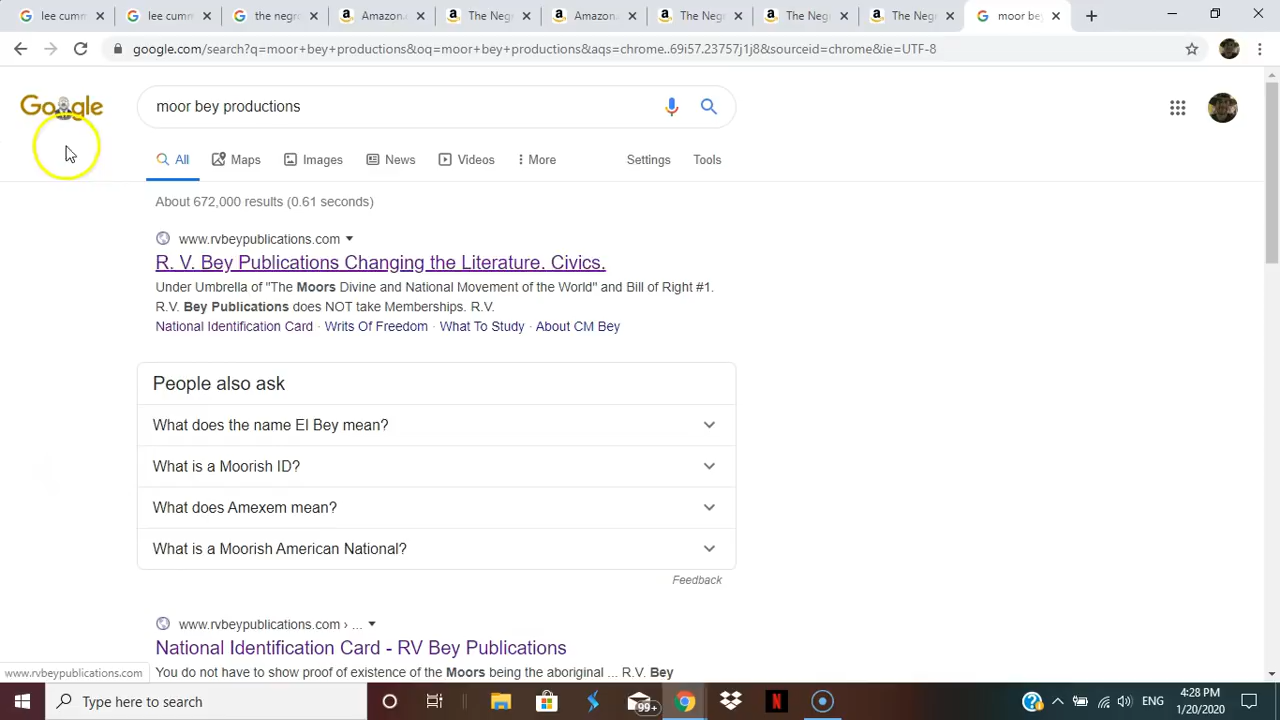 lee cumm
lee cumm
the negro
Amazon.c
The Neg
Amazon.
The Neg
The Neg
The Neg
moor bey
google.com/search?q=moor+bey+productions&oq=moor+bey+productions&aqs=chrome..69i57.23757j1j8&sourceid=chrome&ie=UTF-8
Google
moor bey productions
All Maps Images News Videos More Settings Tools
About 672,000 results (0.61 seconds)
www.rvbeypublications.com
R. V. Bey Publications Changing the Literature. Civics.
Under Umbrella of "The Moors Divine and National Movement of the World" and Bill of Right #1.
R.V. Bey Publications does NOT take Memberships. R.V.
National Identification Card · Writs Of Freedom · What To Study · About CM Bey
People also ask
What does the name El Bey mean?
What is a Moorish ID?
What does Amexem mean?
What is a Moorish American National?
Feedback
www.rvbeypublications.com › ...
National Identification Card - RV Bey Publications
You do not have to show proof of existence of the Moors being the aboriginal ... R.V. Bey
www.rvbeypublications.com
Type here to search
99+
N
ENG
4:28 PM
1/20/2020